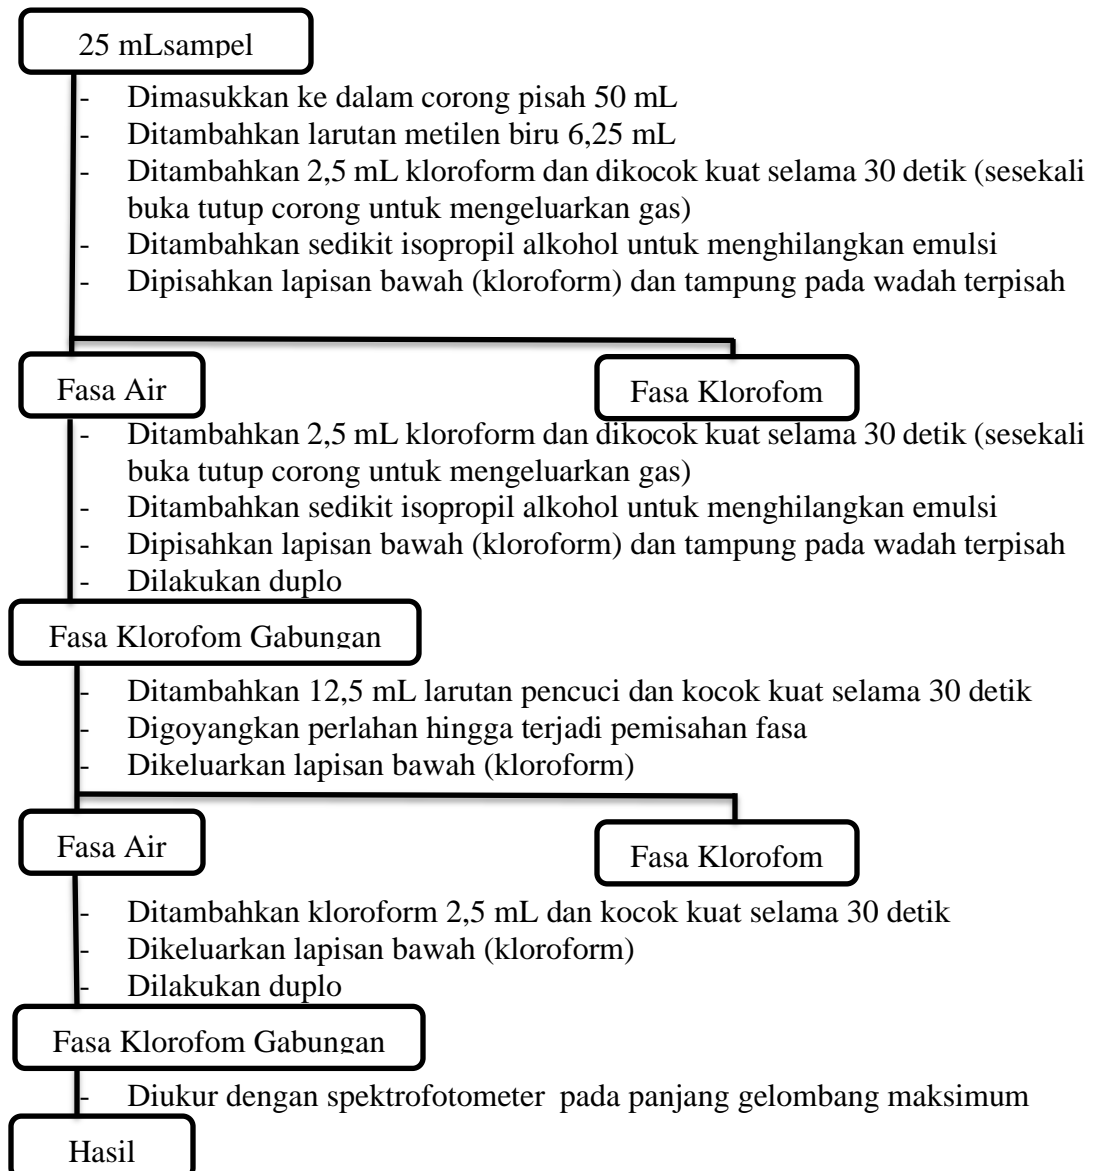 25 mLsampel
- Dimasukkan ke dalam corong pisah 50 mL
- Ditambahkan larutan metilen biru 6,25 mL
- Ditambahkan 2,5 mL kloroform dan dikocok kuat selama 30 detik (sesekali
buka tutup corong untuk mengeluarkan gas)
- Ditambahkan sedikit isopropil alkohol untuk menghilangkan emulsi
- Dipisahkan lapisan bawah (kloroform) dan tampung pada wadah terpisah
Fasa Air
Fasa Klorofom
- Ditambahkan 2,5 mL kloroform dan dikocok kuat selama 30 detik (sesekali
buka tutup corong untuk mengeluarkan gas)
- Ditambahkan sedikit isopropil alkohol untuk menghilangkan emulsi
- Dipisahkan lapisan bawah (kloroform) dan tampung pada wadah terpisah
- Dilakukan duplo
Fasa Klorofom Gabungan
- Ditambahkan 12,5 mL larutan pencuci dan kocok kuat selama 30 detik
- Digoyangkan perlahan hingga terjadi pemisahan fasa
- Dikeluarkan lapisan bawah (kloroform)
Fasa Air
Fasa Klorofom
- Ditambahkan kloroform 2,5 mL dan kocok kuat selama 30 detik
- Dikeluarkan lapisan bawah (kloroform)
- Dilakukan duplo
Fasa Klorofom Gabungan
- Diukur dengan spektrofotometer pada panjang gelombang maksimum
Hasil